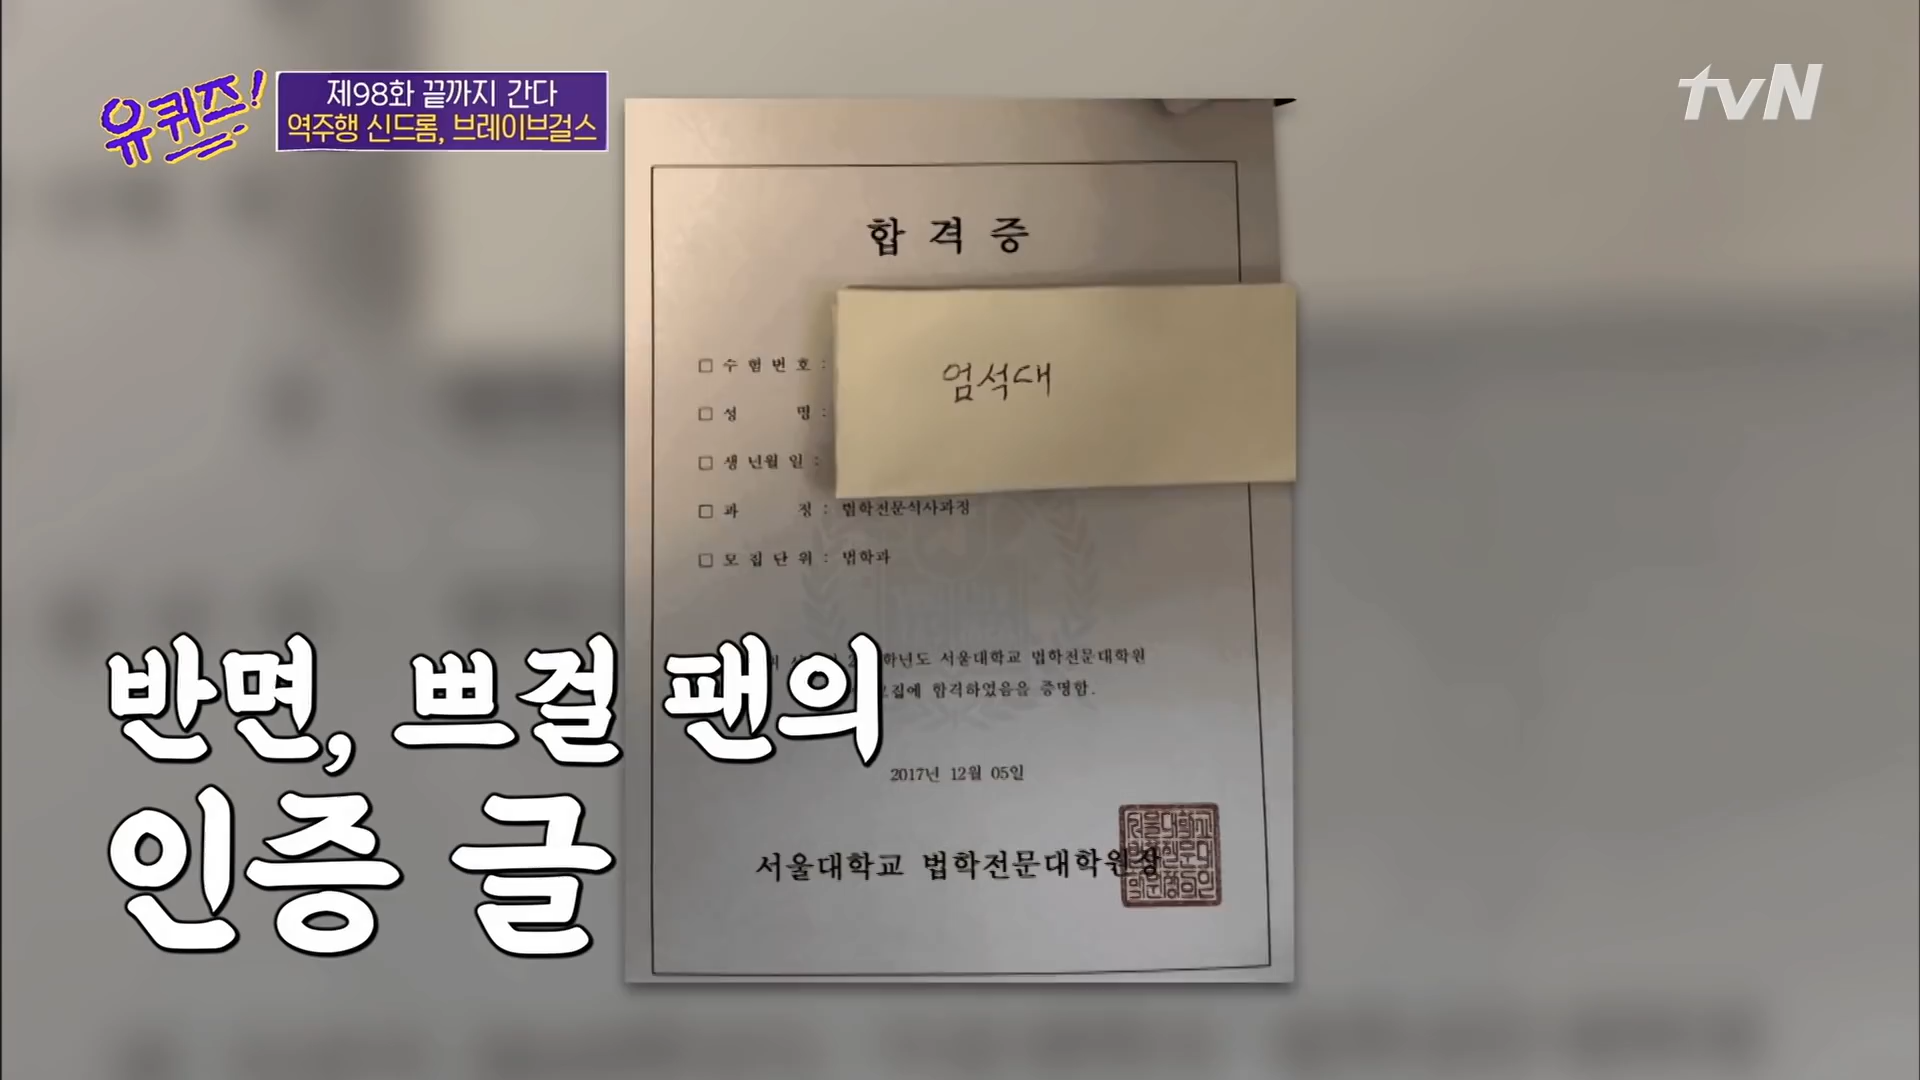 유퀴즈!
제98화 끝까지 간다
역주행 신드롬, 브레이브걸스
tvN
합격증
□ 수험번호 :
엄석대
□ 성 명 :
□ 생년월일 :
□ 과 정 : 법학전문석사과정
□ 모집단위 : 법학과
학년도 서울대학교 법학전문대학원
합격하였음을 증명함.
2017년 12월 05일
서울대학교 법학전문대학원장
반면, 쁘걸 팬의
인증 글